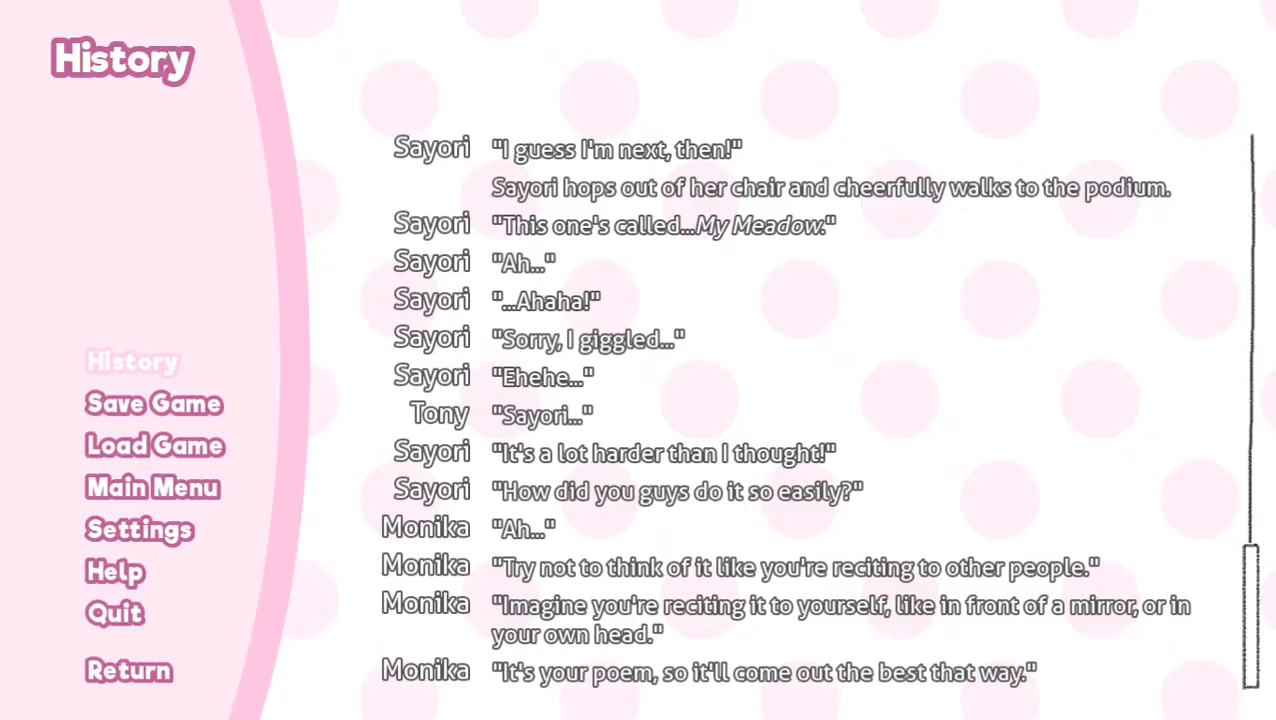 History
Sayori "I guess I'm next, then!"
Sayori hops out of her chair and cheerfully walks to the podium.
Sayori "This one's called...My Meadow."
Sayori "Ah..."
Sayori "...Ahaha!"
Sayori "Sorry, I giggled..."
Sayori "Ehehe..."
Tony "Sayori..."
Sayori "It's a lot harder than I thought!"
Sayori "How did you guys do it so easily?"
Monika "Ah..."
Monika "Try not to think of it like you're reciting to other people."
Monika "Imagine you're reciting it to yourself, like in front of a mirror, or in
your own head."
Monika "It's your poem, so it'll come out the best that way."
History
Save Game
Load Game
Main Menu
Settings
Help
Quit
Return